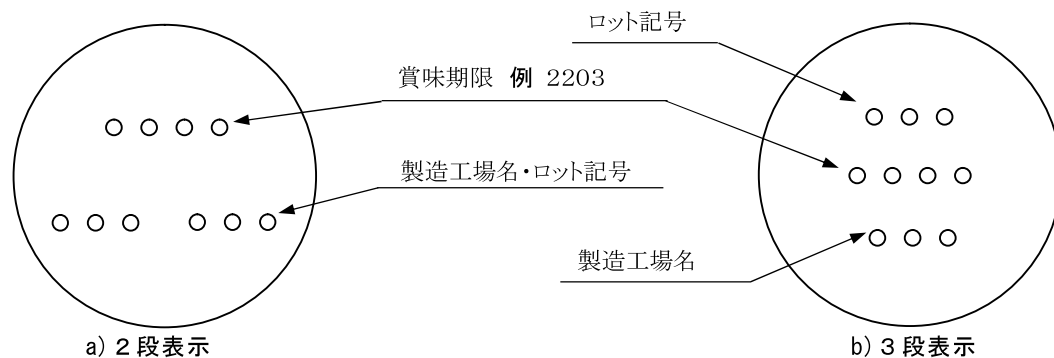 ロット記号
賞味期限 例 2203
製造工場名・ロット記号
製造工場名
a) 2段表示
b) 3段表示